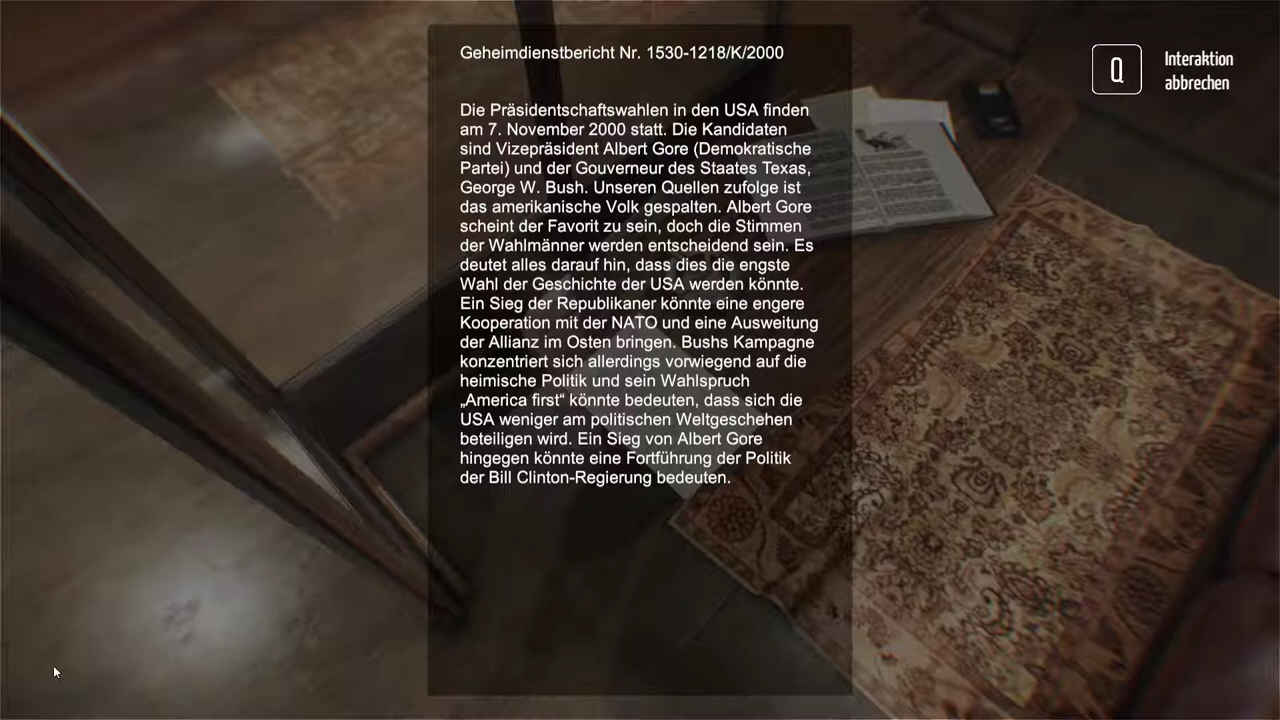 Geheimdienstbericht Nr. 1530-1218/K/2000
Die Präsidentschaftswahlen in den USA finden
am 7. November 2000 statt. Die Kandidaten
sind Vizepräsident Albert Gore (Demokratische
Partei) und der Gouverneur des Staates Texas,
George W. Bush. Unseren Quellen zufolge ist
das amerikanische Volk gespalten. Albert Gore
scheint der Favorit zu sein, doch die Stimmen
der Wahlmänner werden entscheidend sein. Es
deutet alles darauf hin, dass dies die engste
Wahl der Geschichte der USA werden könnte.
Ein Sieg der Republikaner könnte eine engere
Kooperation mit der NATO und eine Ausweitung
der Allianz im Osten bringen. Bushs Kampagne
konzentriert sich allerdings vorwiegend auf die
heimische Politik und sein Wahlspruch
„America first“ könnte bedeuten, dass sich die
USA weniger am politischen Weltgeschehen
beteiligen wird. Ein Sieg von Albert Gore
hingegen könnte eine Fortführung der Politik
der Bill Clinton-Regierung bedeuten.
Q
Interaktion
abbrechen